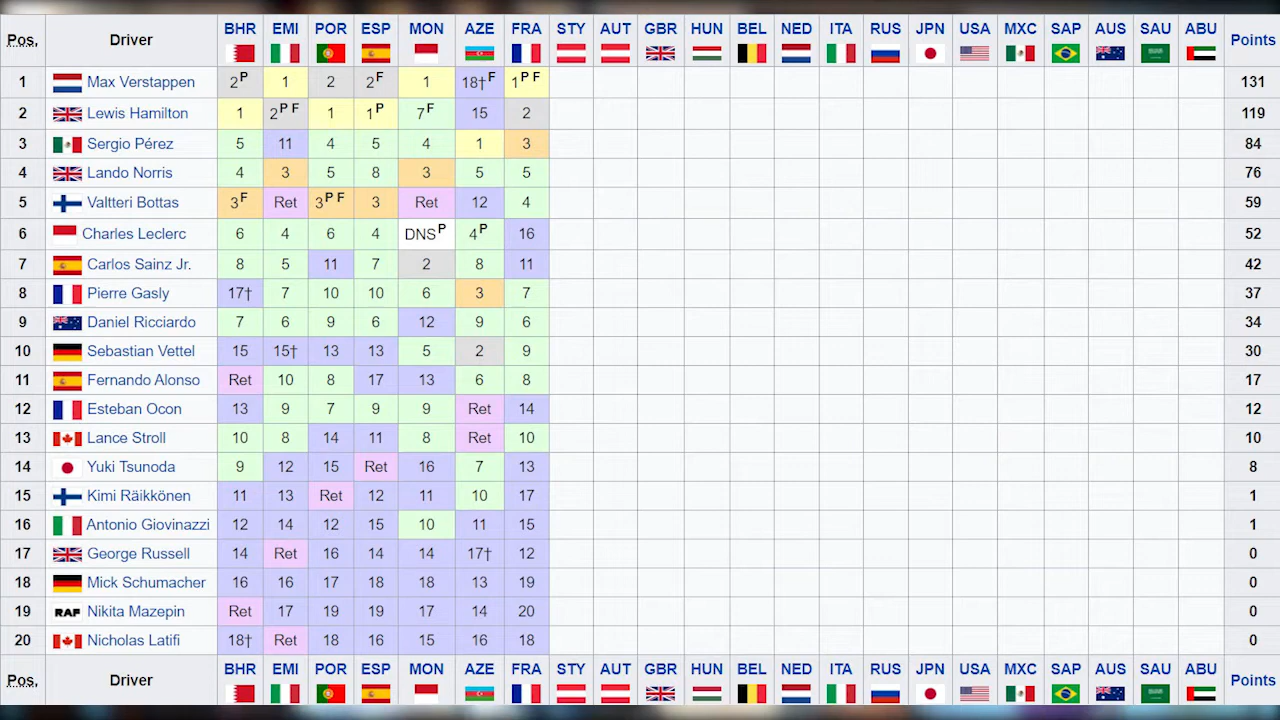 Pos. Driver BHR EMI POR ESP MON AZE FRA STY AUT GBR HUN BEL NED ITA RUS JPN USA MXC SAP AUS SAU ABU Points
1 Max Verstappen 2P 1 2 2F 1 18†F 1P F 131
2 Lewis Hamilton 1 2P F 1 1P 7F 15 2 119
3 Sergio Pérez 5 11 4 5 4 1 3 84
4 Lando Norris 4 3 5 8 3 5 5 76
5 Valtteri Bottas 3F Ret 3P F 3 Ret 12 4 59
6 Charles Leclerc 6 4 6 4 DNSP 4P 16 52
7 Carlos Sainz Jr. 8 5 11 7 2 8 11 42
8 Pierre Gasly 17† 7 10 10 6 3 7 37
9 Daniel Ricciardo 7 6 9 6 12 9 6 34
10 Sebastian Vettel 15 15† 13 13 5 2 9 30
11 Fernando Alonso Ret 10 8 17 13 6 8 17
12 Esteban Ocon 13 9 7 9 9 Ret 14 12
13 Lance Stroll 10 8 14 11 8 Ret 10 10
14 Yuki Tsunoda 9 12 15 Ret 16 7 13 8
15 Kimi Räikkönen 11 13 Ret 12 11 10 17 1
16 Antonio Giovinazzi 12 14 12 15 10 11 15 1
17 George Russell 14 Ret 16 14 14 17† 12 0
18 Mick Schumacher 16 16 17 18 18 13 19 0
19 RAF Nikita Mazepin Ret 17 19 19 17 14 20 0
20 Nicholas Latifi 18† Ret 18 16 15 16 18 0
Pos. Driver BHR EMI POR ESP MON AZE FRA STY AUT GBR HUN BEL NED ITA RUS JPN USA MXC SAP AUS SAU ABU Points